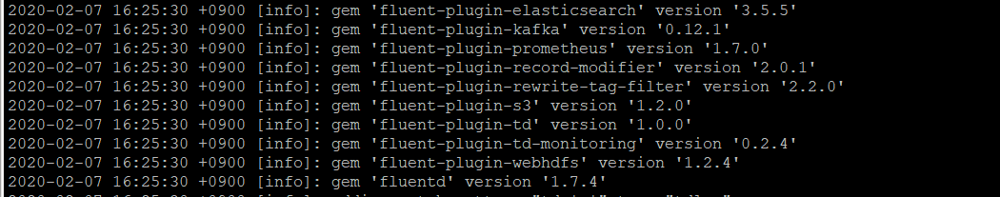 2020-02-07 16:25:30 +0900 [info]: gem 'fluent-plugin-elasticsearch' version '3.5.5'
2020-02-07 16:25:30 +0900 [info]: gem 'fluent-plugin-kafka' version '0.12.1'
2020-02-07 16:25:30 +0900 [info]: gem 'fluent-plugin-prometheus' version '1.7.0'
2020-02-07 16:25:30 +0900 [info]: gem 'fluent-plugin-record-modifier' version '2.0.1'
2020-02-07 16:25:30 +0900 [info]: gem 'fluent-plugin-rewrite-tag-filter' version '2.2.0'
2020-02-07 16:25:30 +0900 [info]: gem 'fluent-plugin-s3' version '1.2.0'
2020-02-07 16:25:30 +0900 [info]: gem 'fluent-plugin-td' version '1.0.0'
2020-02-07 16:25:30 +0900 [info]: gem 'fluent-plugin-td-monitoring' version '0.2.4'
2020-02-07 16:25:30 +0900 [info]: gem 'fluent-plugin-webhdfs' version '1.2.4'
2020-02-07 16:25:30 +0900 [info]: gem 'fluentd' version '1.7.4'